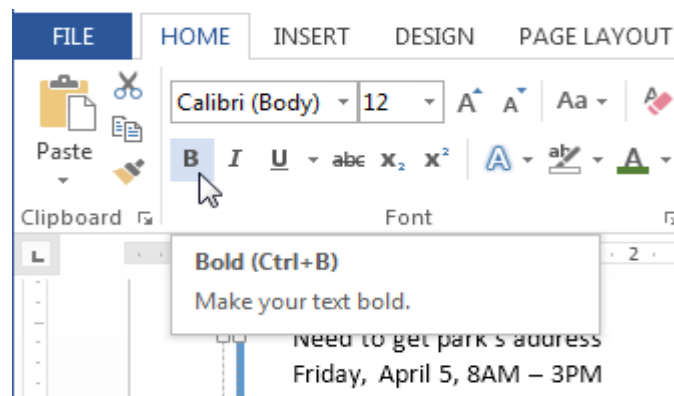 FILE HOME INSERT DESIGN PAGE LAYOUT
Calibri (Body) 12 A A Aa
Paste
B I U abc x₂ x² A ab A
Clipboard Font
L 2
Bold (Ctrl+B)
Make your text bold.
Need to get park's address
Friday, April 5, 8AM – 3PM